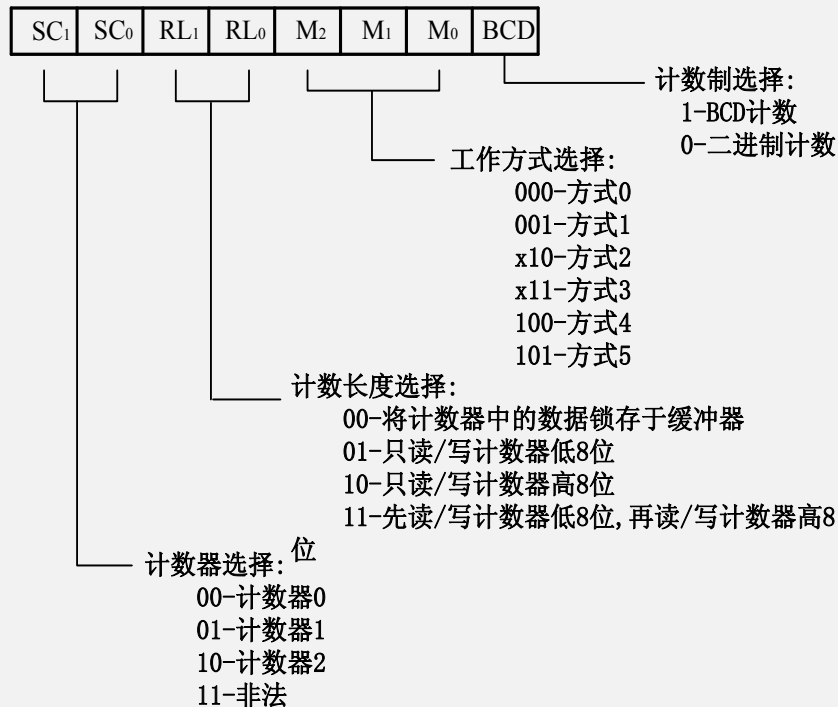 SC₁ SC₀ RL₁ RL₀ M₂ M₁ M₀ BCD
计数制选择:
1-BCD计数
0-二进制计数
工作方式选择:
000-方式0
001-方式1
x10-方式2
x11-方式3
100-方式4
101-方式5
计数长度选择:
00-将计数器中的数据锁存于缓冲器
01-只读/写计数器低8位
10-只读/写计数器高8位
11-先读/写计数器低8位,再读/写计数器高8
位
计数器选择:
00-计数器0
01-计数器1
10-计数器2
11-非法